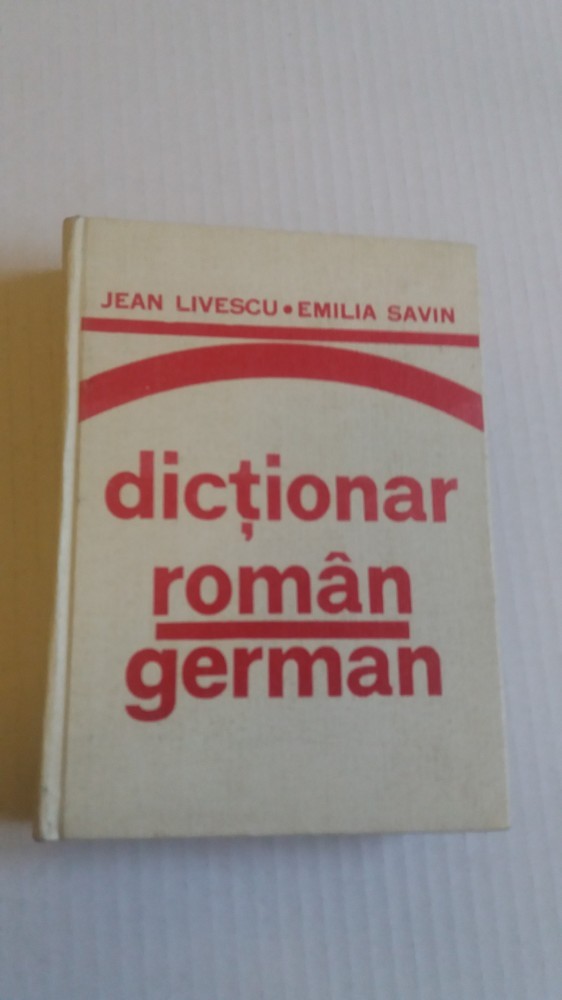 JEAN LIVESCU • EMILIA SAVIN
dicționar
român
german